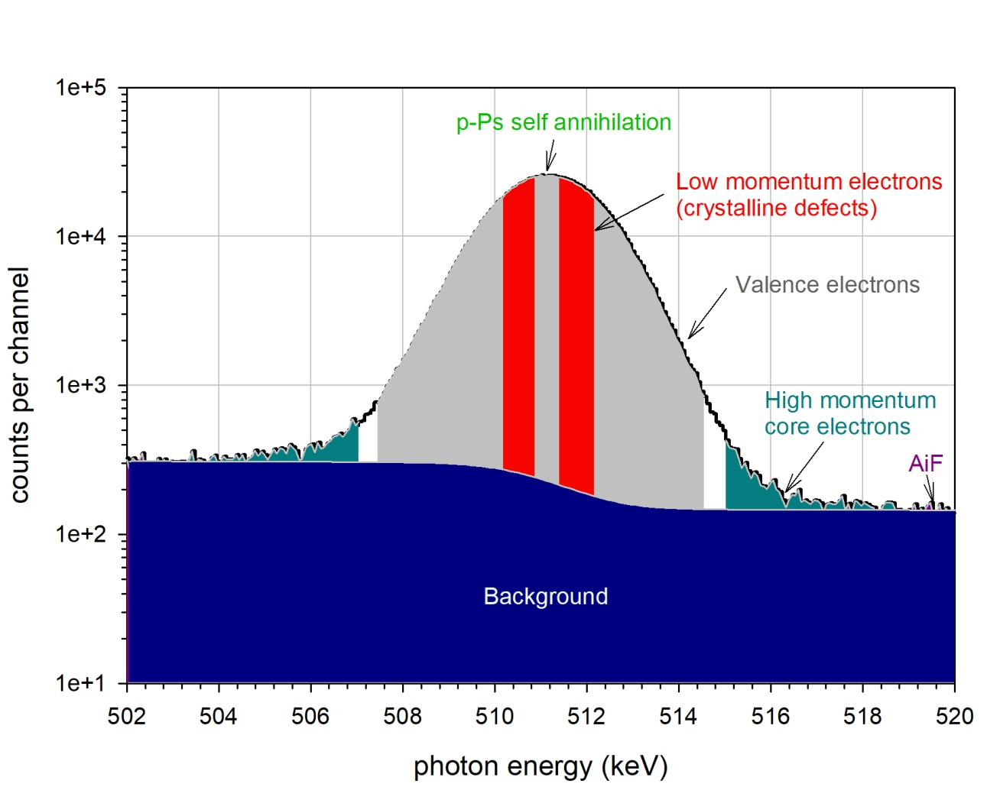 1e+5
p-Ps self annihilation
Low momentum electrons
(crystalline defects)
1e+4
Valence electrons
1e+3
High momentum
core electrons
AiF
1e+2
Background
1e+1
counts per channel
502 504 506 508 510 512 514 516 518 520
photon energy (keV)